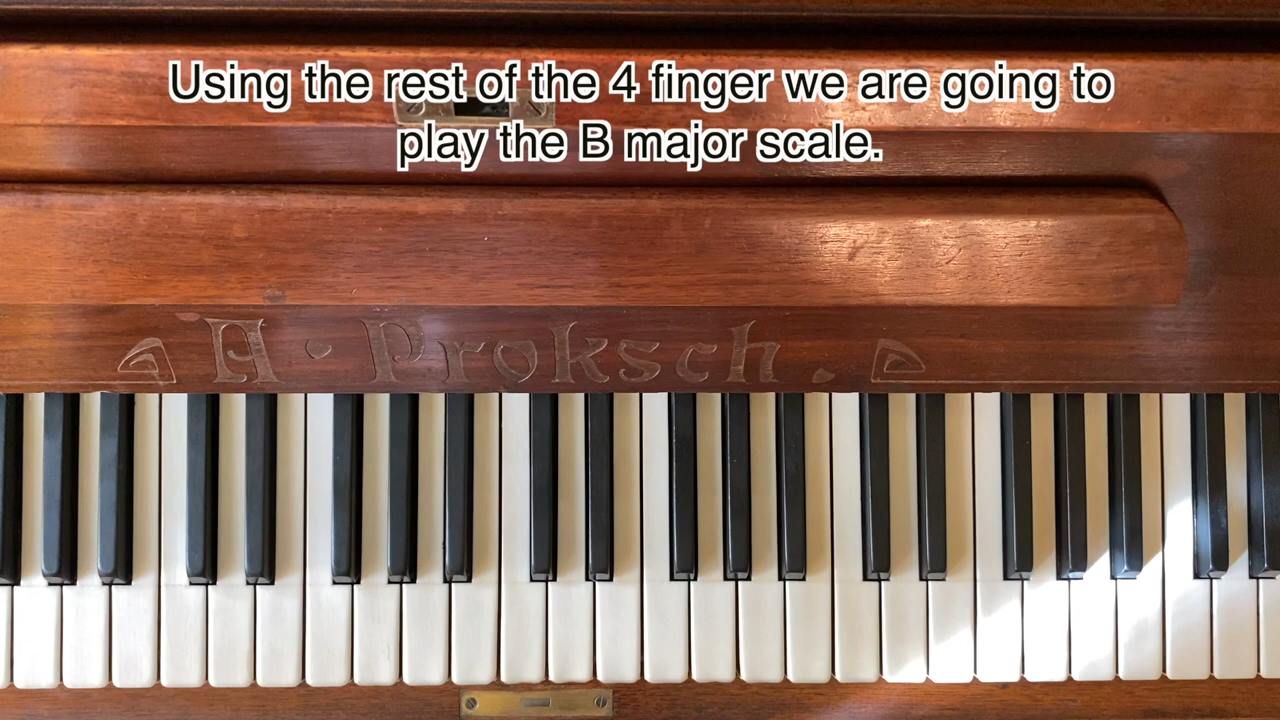 Using the rest of the 4 finger we are going to
play the B major scale.
A · Proksch.